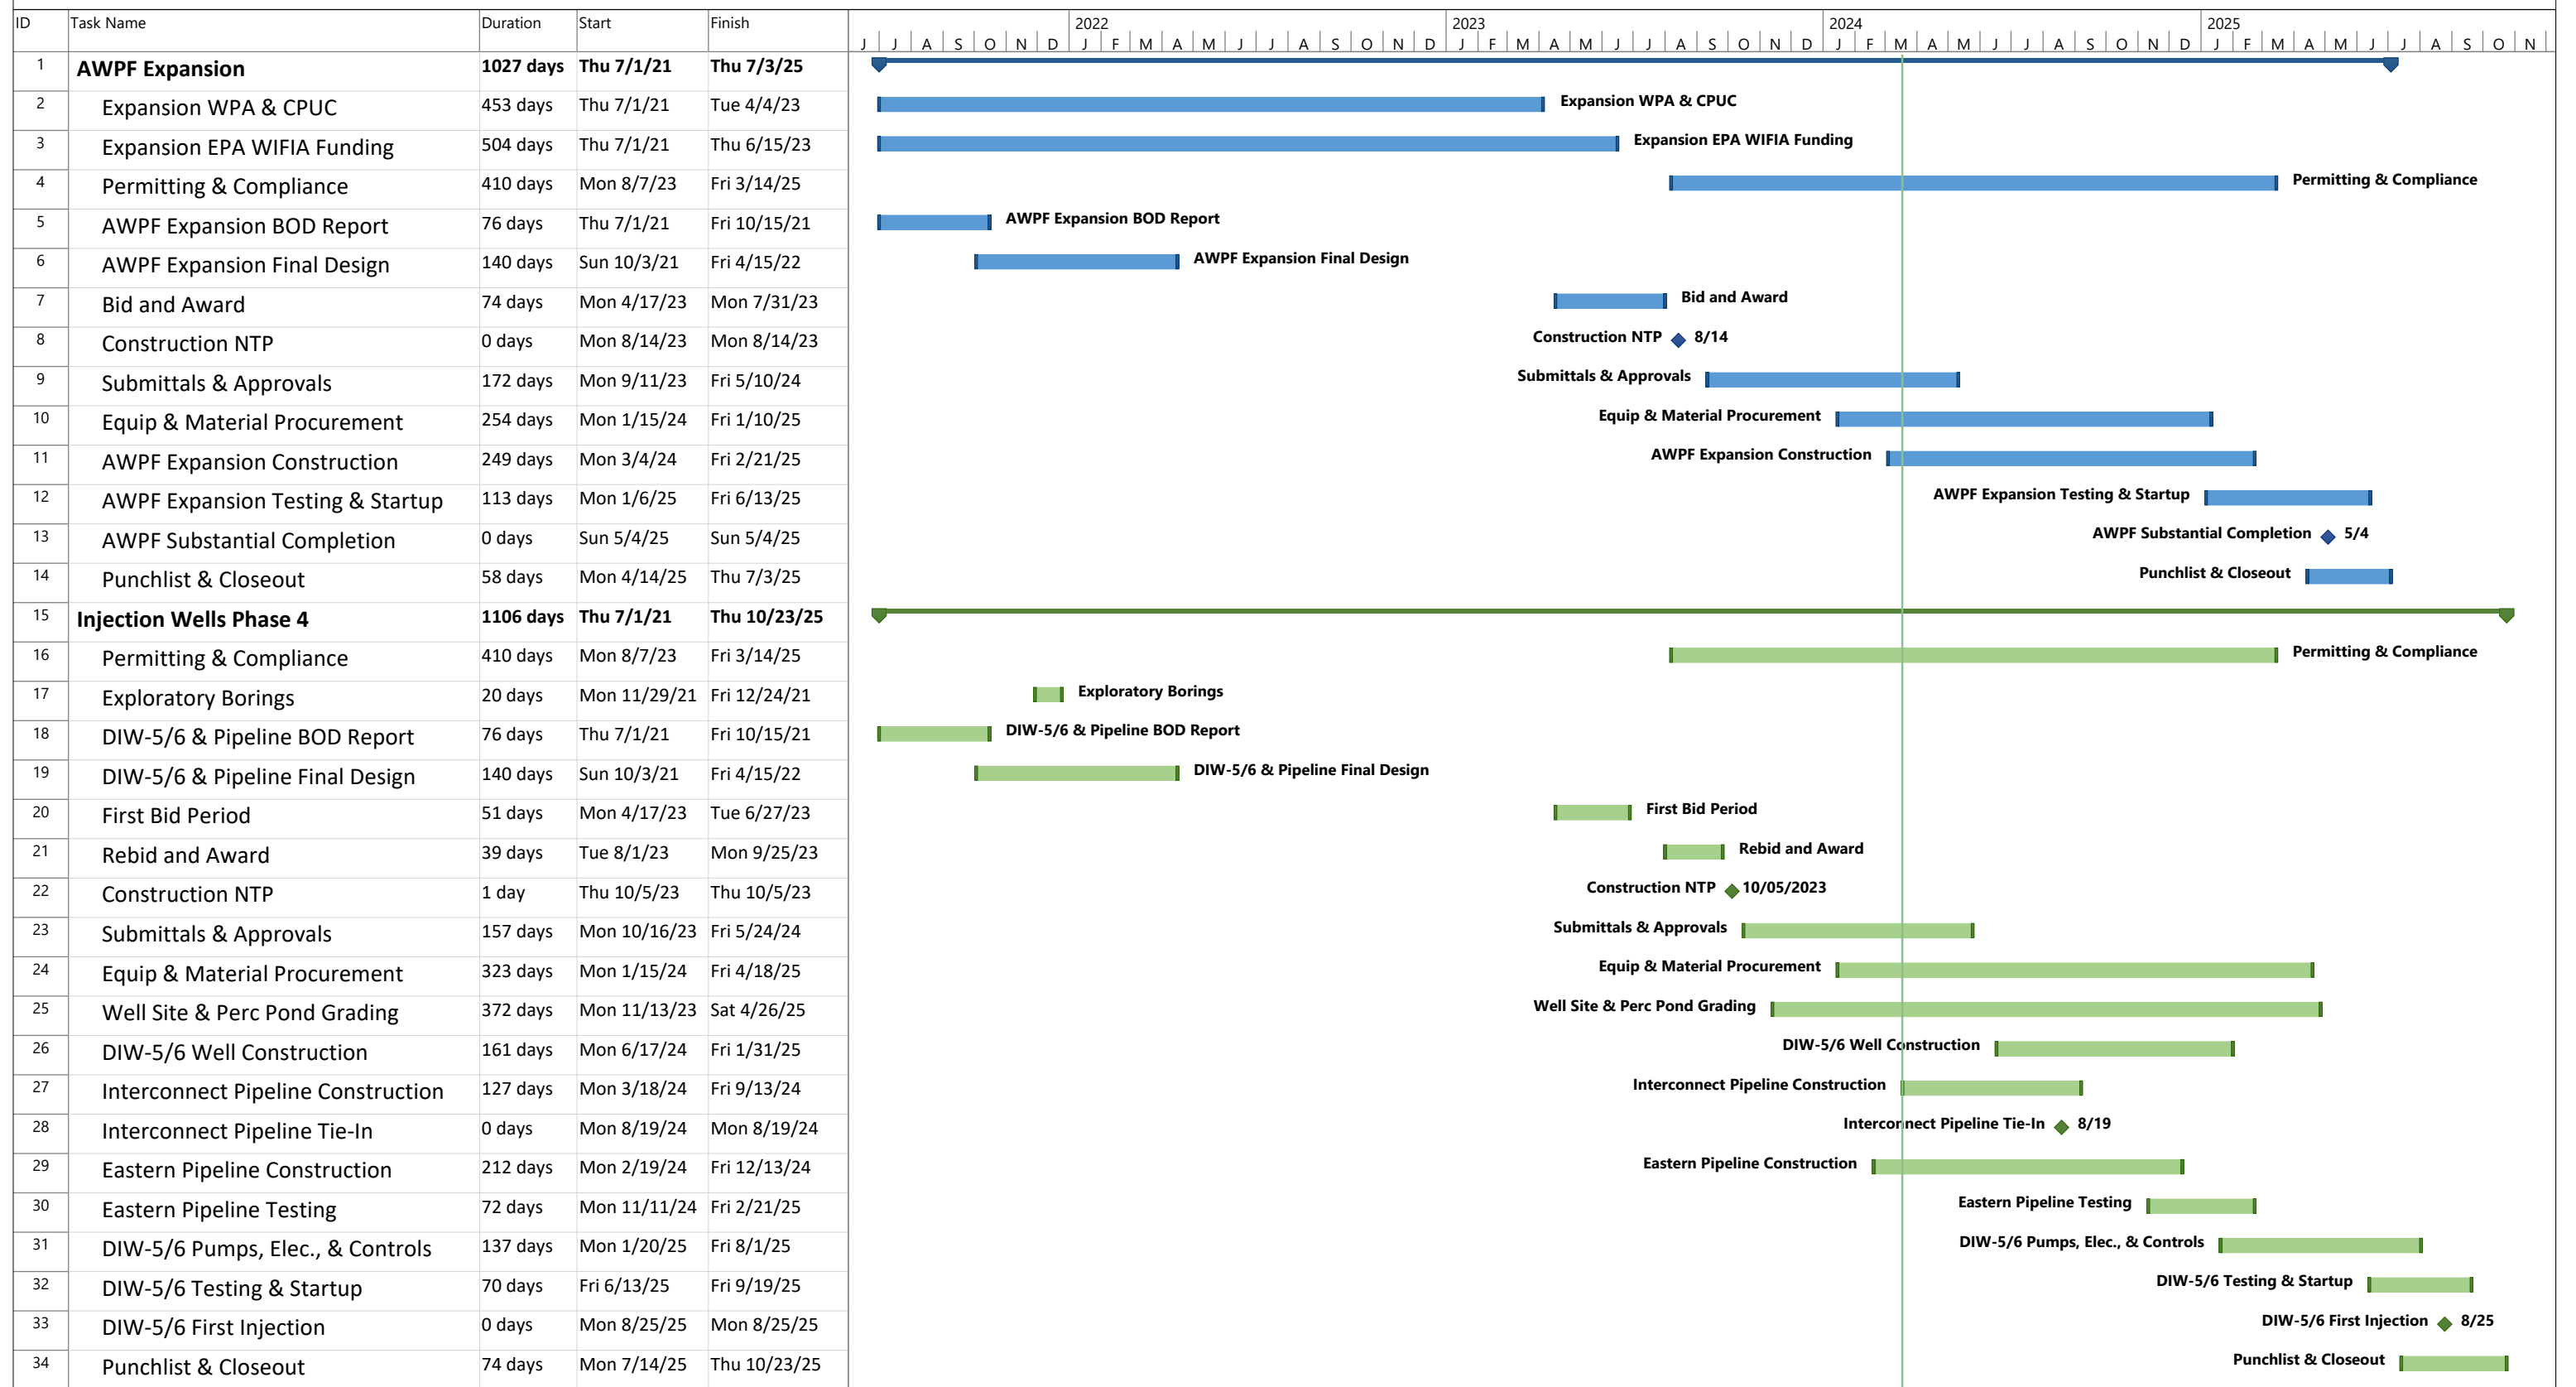 ID Task Name Duration Start Finish 2022 2023 2024 2025
J J A S O N D J F M A M J J A S O N D J F M A M J J A S O N D J F M A M J J A S O N D J F M A M J J A S O N
1 AWPF Expansion 1027 days Thu 7/1/21 Thu 7/3/25
2 Expansion WPA & CPUC 453 days Thu 7/1/21 Tue 4/4/23 Expansion WPA & CPUC
3 Expansion EPA WIFIA Funding 504 days Thu 7/1/21 Thu 6/15/23 Expansion EPA WIFIA Funding
4 Permitting & Compliance 410 days Mon 8/7/23 Fri 3/14/25 Permitting & Compliance
5 AWPF Expansion BOD Report 76 days Thu 7/1/21 Fri 10/15/21 AWPF Expansion BOD Report
6 AWPF Expansion Final Design 140 days Sun 10/3/21 Fri 4/15/22 AWPF Expansion Final Design
7 Bid and Award 74 days Mon 4/17/23 Mon 7/31/23 Bid and Award
8 Construction NTP 0 days Mon 8/14/23 Mon 8/14/23 Construction NTP 8/14
9 Submittals & Approvals 172 days Mon 9/11/23 Fri 5/10/24 Submittals & Approvals
10 Equip & Material Procurement 254 days Mon 1/15/24 Fri 1/10/25 Equip & Material Procurement
11 AWPF Expansion Construction 249 days Mon 3/4/24 Fri 2/21/25 AWPF Expansion Construction
12 AWPF Expansion Testing & Startup 113 days Mon 1/6/25 Fri 6/13/25 AWPF Expansion Testing & Startup
13 AWPF Substantial Completion 0 days Sun 5/4/25 Sun 5/4/25 AWPF Substantial Completion 5/4
14 Punchlist & Closeout 58 days Mon 4/14/25 Thu 7/3/25 Punchlist & Closeout
15 Injection Wells Phase 4 1106 days Thu 7/1/21 Thu 10/23/25
16 Permitting & Compliance 410 days Mon 8/7/23 Fri 3/14/25 Permitting & Compliance
17 Exploratory Borings 20 days Mon 11/29/21 Fri 12/24/21 Exploratory Borings
18 DIW-5/6 & Pipeline BOD Report 76 days Thu 7/1/21 Fri 10/15/21 DIW-5/6 & Pipeline BOD Report
19 DIW-5/6 & Pipeline Final Design 140 days Sun 10/3/21 Fri 4/15/22 DIW-5/6 & Pipeline Final Design
20 First Bid Period 51 days Mon 4/17/23 Tue 6/27/23 First Bid Period
21 Rebid and Award 39 days Tue 8/1/23 Mon 9/25/23 Rebid and Award
22 Construction NTP 1 day Thu 10/5/23 Thu 10/5/23 Construction NTP 10/05/2023
23 Submittals & Approvals 157 days Mon 10/16/23 Fri 5/24/24 Submittals & Approvals
24 Equip & Material Procurement 323 days Mon 1/15/24 Fri 4/18/25 Equip & Material Procurement
25 Well Site & Perc Pond Grading 372 days Mon 11/13/23 Sat 4/26/25 Well Site & Perc Pond Grading
26 DIW-5/6 Well Construction 161 days Mon 6/17/24 Fri 1/31/25 DIW-5/6 Well Construction
27 Interconnect Pipeline Construction 127 days Mon 3/18/24 Fri 9/13/24 Interconnect Pipeline Construction
28 Interconnect Pipeline Tie-In 0 days Mon 8/19/24 Mon 8/19/24 Interconnect Pipeline Tie-In 8/19
29 Eastern Pipeline Construction 212 days Mon 2/19/24 Fri 12/13/24 Eastern Pipeline Construction
30 Eastern Pipeline Testing 72 days Mon 11/11/24 Fri 2/21/25 Eastern Pipeline Testing
31 DIW-5/6 Pumps, Elec., & Controls 137 days Mon 1/20/25 Fri 8/1/25 DIW-5/6 Pumps, Elec., & Controls
32 DIW-5/6 Testing & Startup 70 days Fri 6/13/25 Fri 9/19/25 DIW-5/6 Testing & Startup
33 DIW-5/6 First Injection 0 days Mon 8/25/25 Mon 8/25/25 DIW-5/6 First Injection 8/25
34 Punchlist & Closeout 74 days Mon 7/14/25 Thu 10/23/25 Punchlist & Closeout